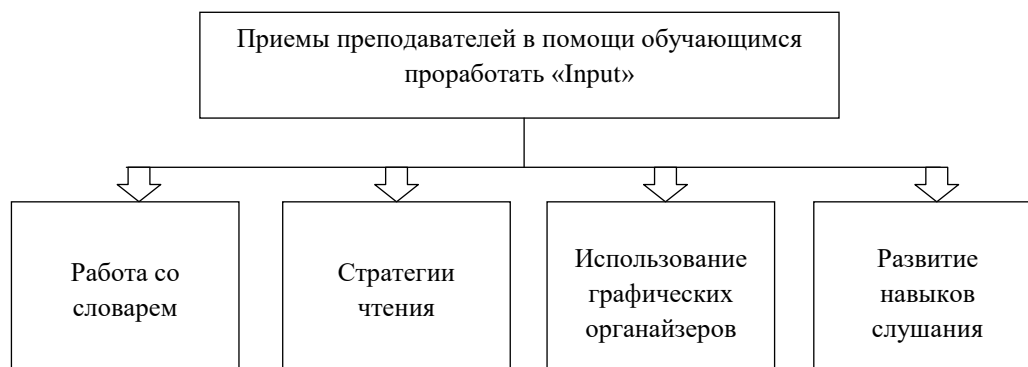 Приемы преподавателей в помощи обучающимся
проработать «Input»
Работа со
словарем
Стратегии
чтения
Использование
графических
органайзеров
Развитие
навыков
слушания